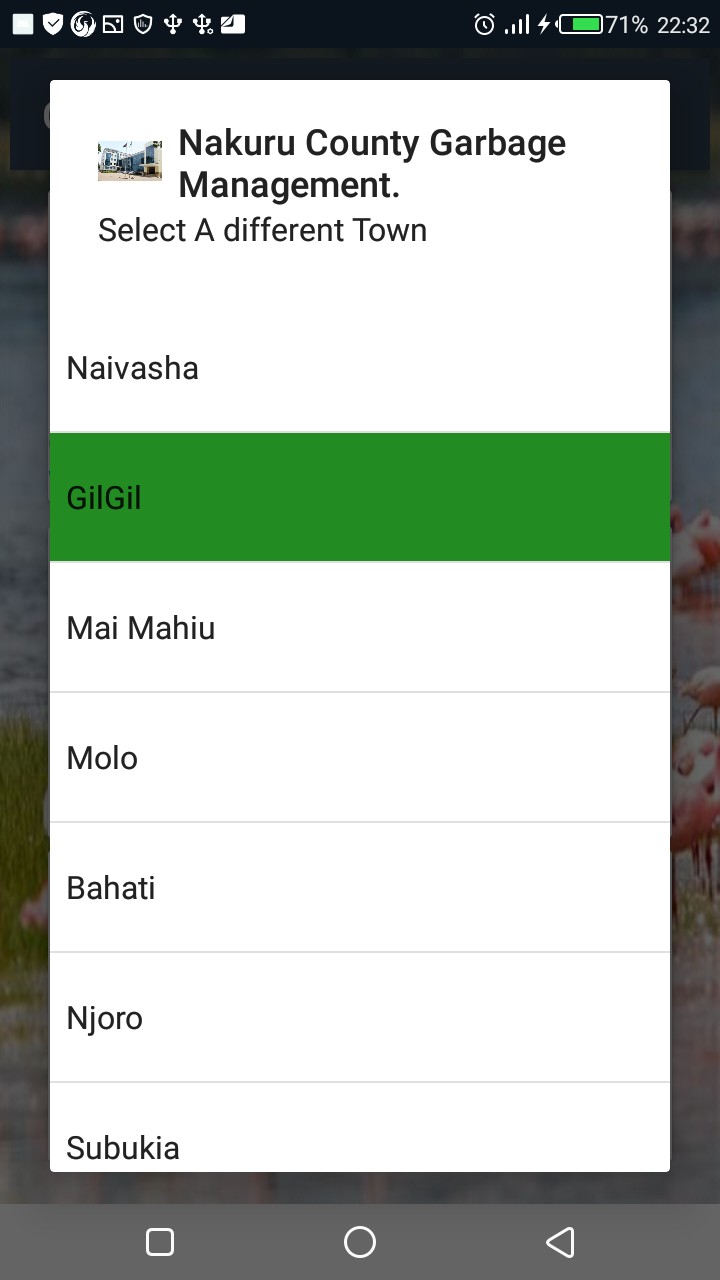 71% 22:32
Nakuru County Garbage
Management.
Select A different Town
Naivasha
GilGil
Mai Mahiu
Molo
Bahati
Njoro
Subukia